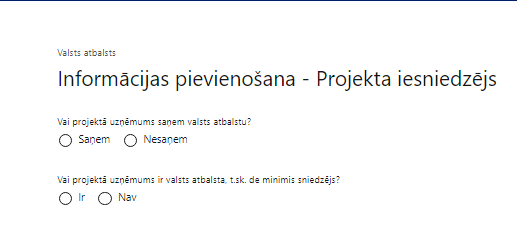 Valsts atbalsts
Informācijas pievienošana - Projekta iesniedzējs
Vai projektā uzņēmums saņem valsts atbalstu?
Saņem Nesaņem
Vai projektā uzņēmums ir valsts atbalsta, t.sk. de minimis sniedzējs?
Ir Nav